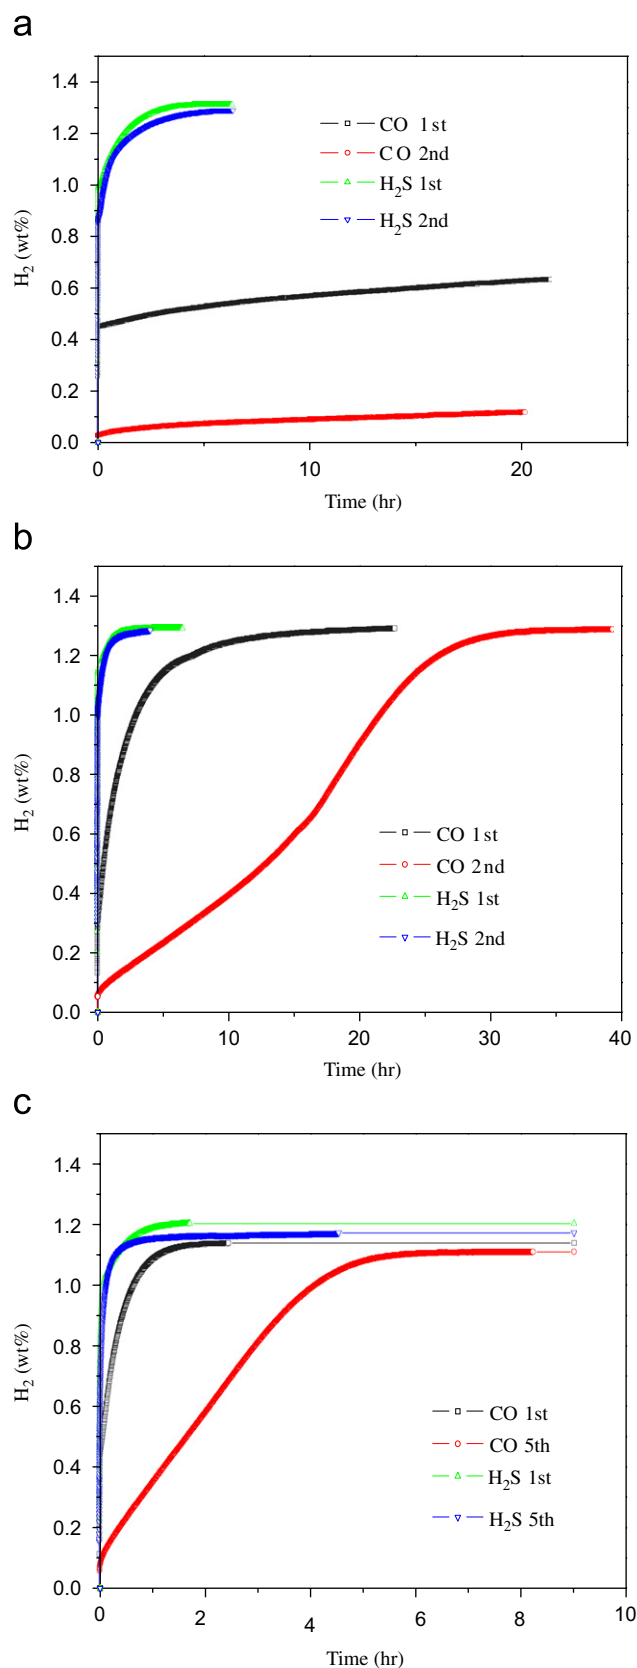 a
1.4
1.2
1.0
0.8
0.6
0.4
0.2
0.0
H2 (wt%)
CO 1st
CO 2nd
H2S 1st
H2S 2nd
0 10 20
Time (hr)
b
1.4
1.2
1.0
0.8
0.6
0.4
0.2
0.0
H2 (wt%)
CO 1st
CO 2nd
H2S 1st
H2S 2nd
0 10 20 30 40
Time (hr)
c
1.4
1.2
1.0
0.8
0.6
0.4
0.2
0.0
H2 (wt%)
CO 1st
CO 5th
H2S 1st
H2S 5th
0 2 4 6 8 10
Time (hr)